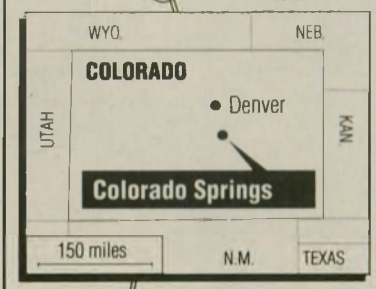 WYO. NEB.
COLORADO
Denver
UTAH
KAN.
Colorado Springs
150 miles
N.M. TEXAS